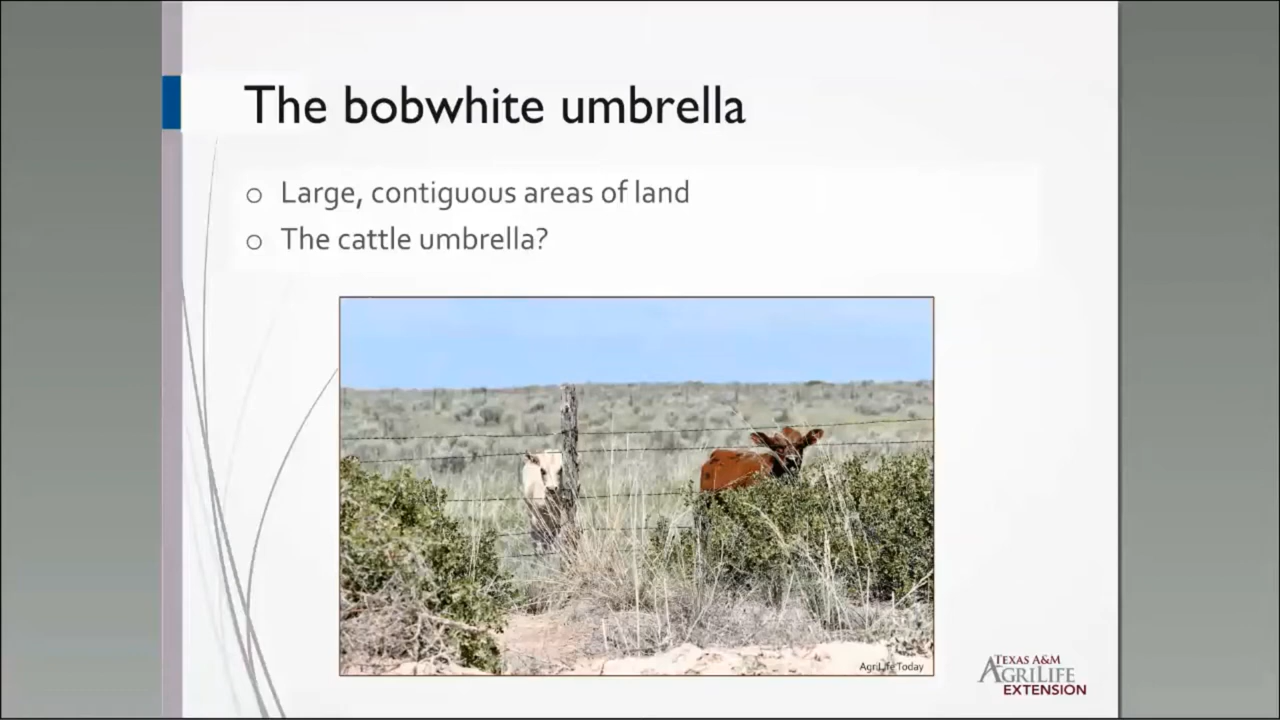 The bobwhite umbrella
o Large, contiguous areas of land
o The cattle umbrella?
AgriLife Today
TEXAS A&M
AGRILIFE
EXTENSION